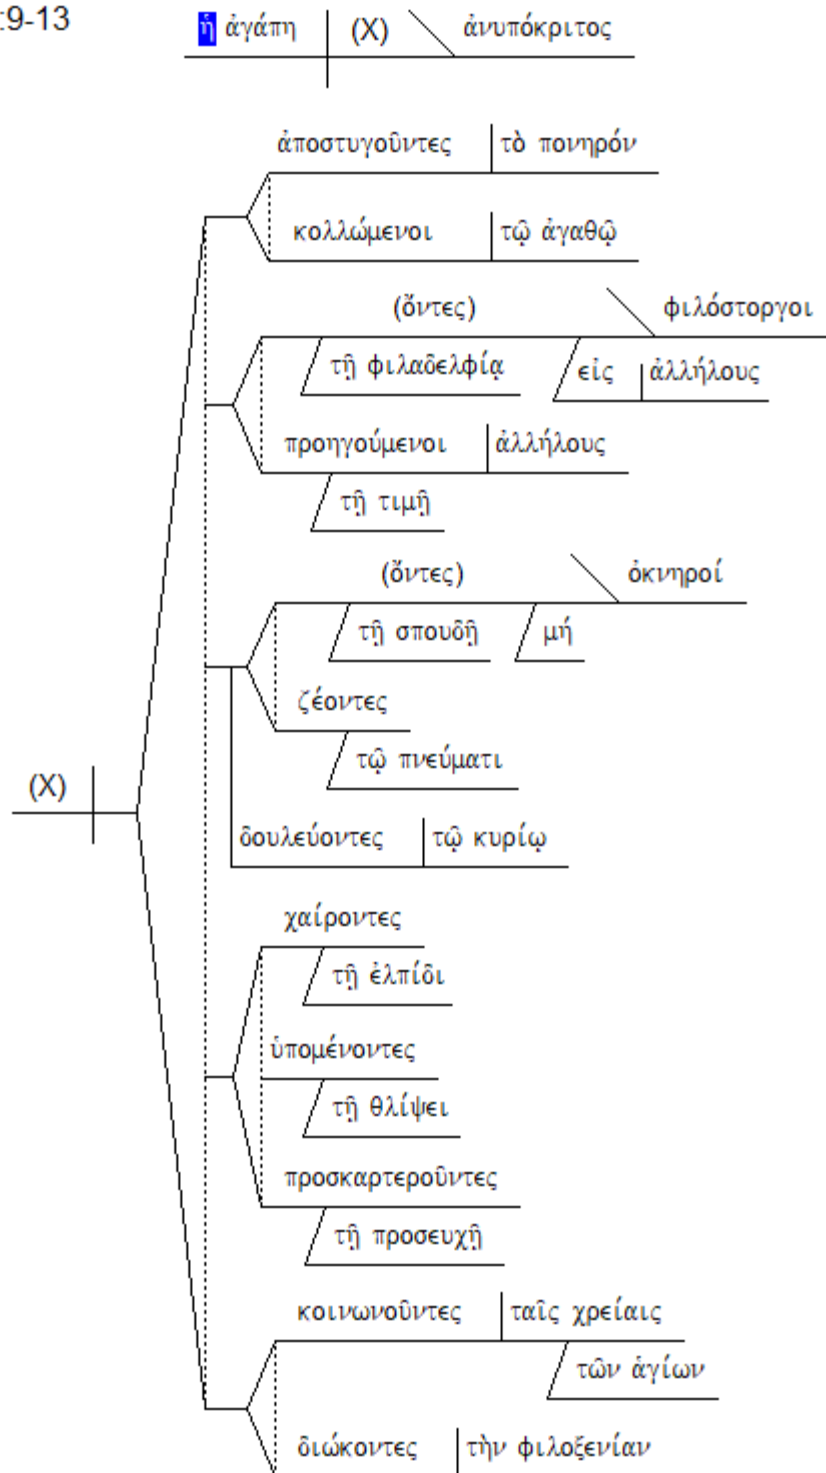 :9-13
ἡ ἀγάπη (X) ἀνυπόκριτος
ἀποστυγοῦντες τὸ πονηρόν
κολλώμενοι τῷ ἀγαθῷ
(ὄντες) φιλόστοργοι
τῇ φιλαδελφίᾳ εἰς ἀλλήλους
προηγούμενοι ἀλλήλους
τῇ τιμῇ
(ὄντες) ὀκνηροί
τῇ σπουδῇ μή
ζέοντες
τῷ πνεύματι
(X)
δουλεύοντες τῷ κυρίῳ
χαίροντες
τῇ ἐλπίδι
ὑπομένοντες
τῇ θλίψει
προσκαρτεροῦντες
τῇ προσευχῇ
κοινωνοῦντες ταῖς χρείαις
τῶν ἁγίων
διώκοντες τὴν φιλοξενίαν